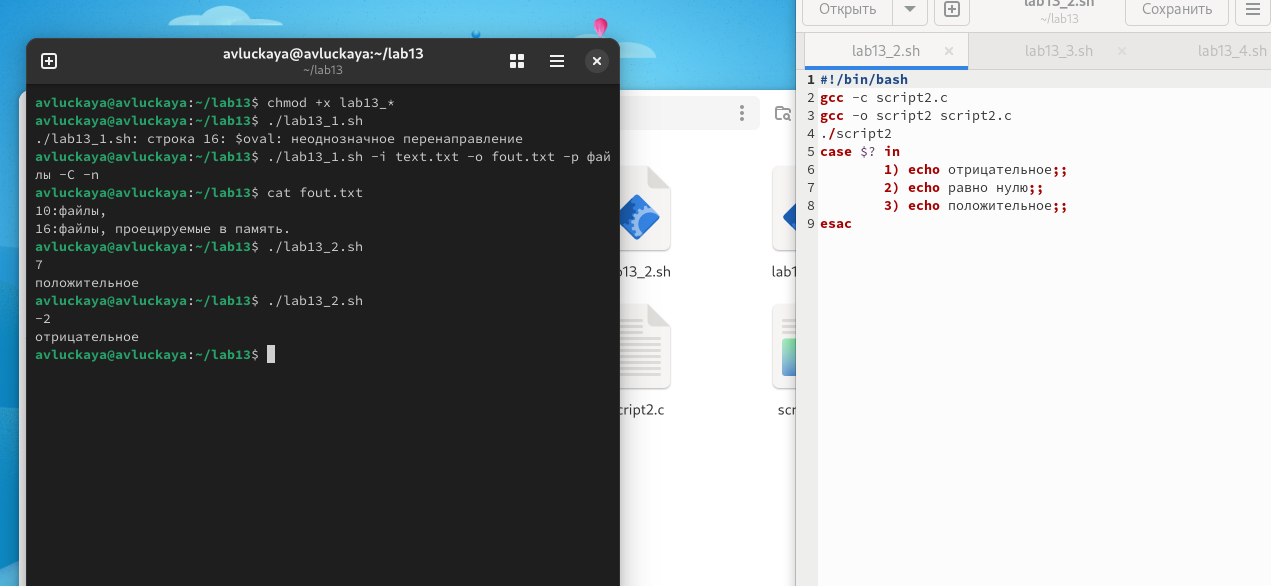 avluckaya@avluckaya:~/lab13
~/lab13
avluckaya@avluckaya:~/lab13$ chmod +x lab13_*
avluckaya@avluckaya:~/lab13$ ./lab13_1.sh
./lab13_1.sh: строка 16: $oval: неоднозначное перенаправление
avluckaya@avluckaya:~/lab13$ ./lab13_1.sh -i text.txt -o fout.txt -p фай
лы -C -n
avluckaya@avluckaya:~/lab13$ cat fout.txt
10:файлы,
16:файлы, проецируемые в память.
avluckaya@avluckaya:~/lab13$ ./lab13_2.sh
7
положительное
avluckaya@avluckaya:~/lab13$ ./lab13_2.sh
-2
отрицательное
avluckaya@avluckaya:~/lab13$
13_2.sh
lab1
cript2.c
scr
Открыть
lab13_2.sh
~/lab13
Сохранить
lab13_2.sh
lab13_3.sh
lab13_4.sh
1 #!/bin/bash
2 gcc -c script2.c
3 gcc -o script2 script2.c
4 ./script2
5 case $? in
6 1) echo отрицательное;;
7 2) echo равно нулю;;
8 3) echo положительное;;
9 esac